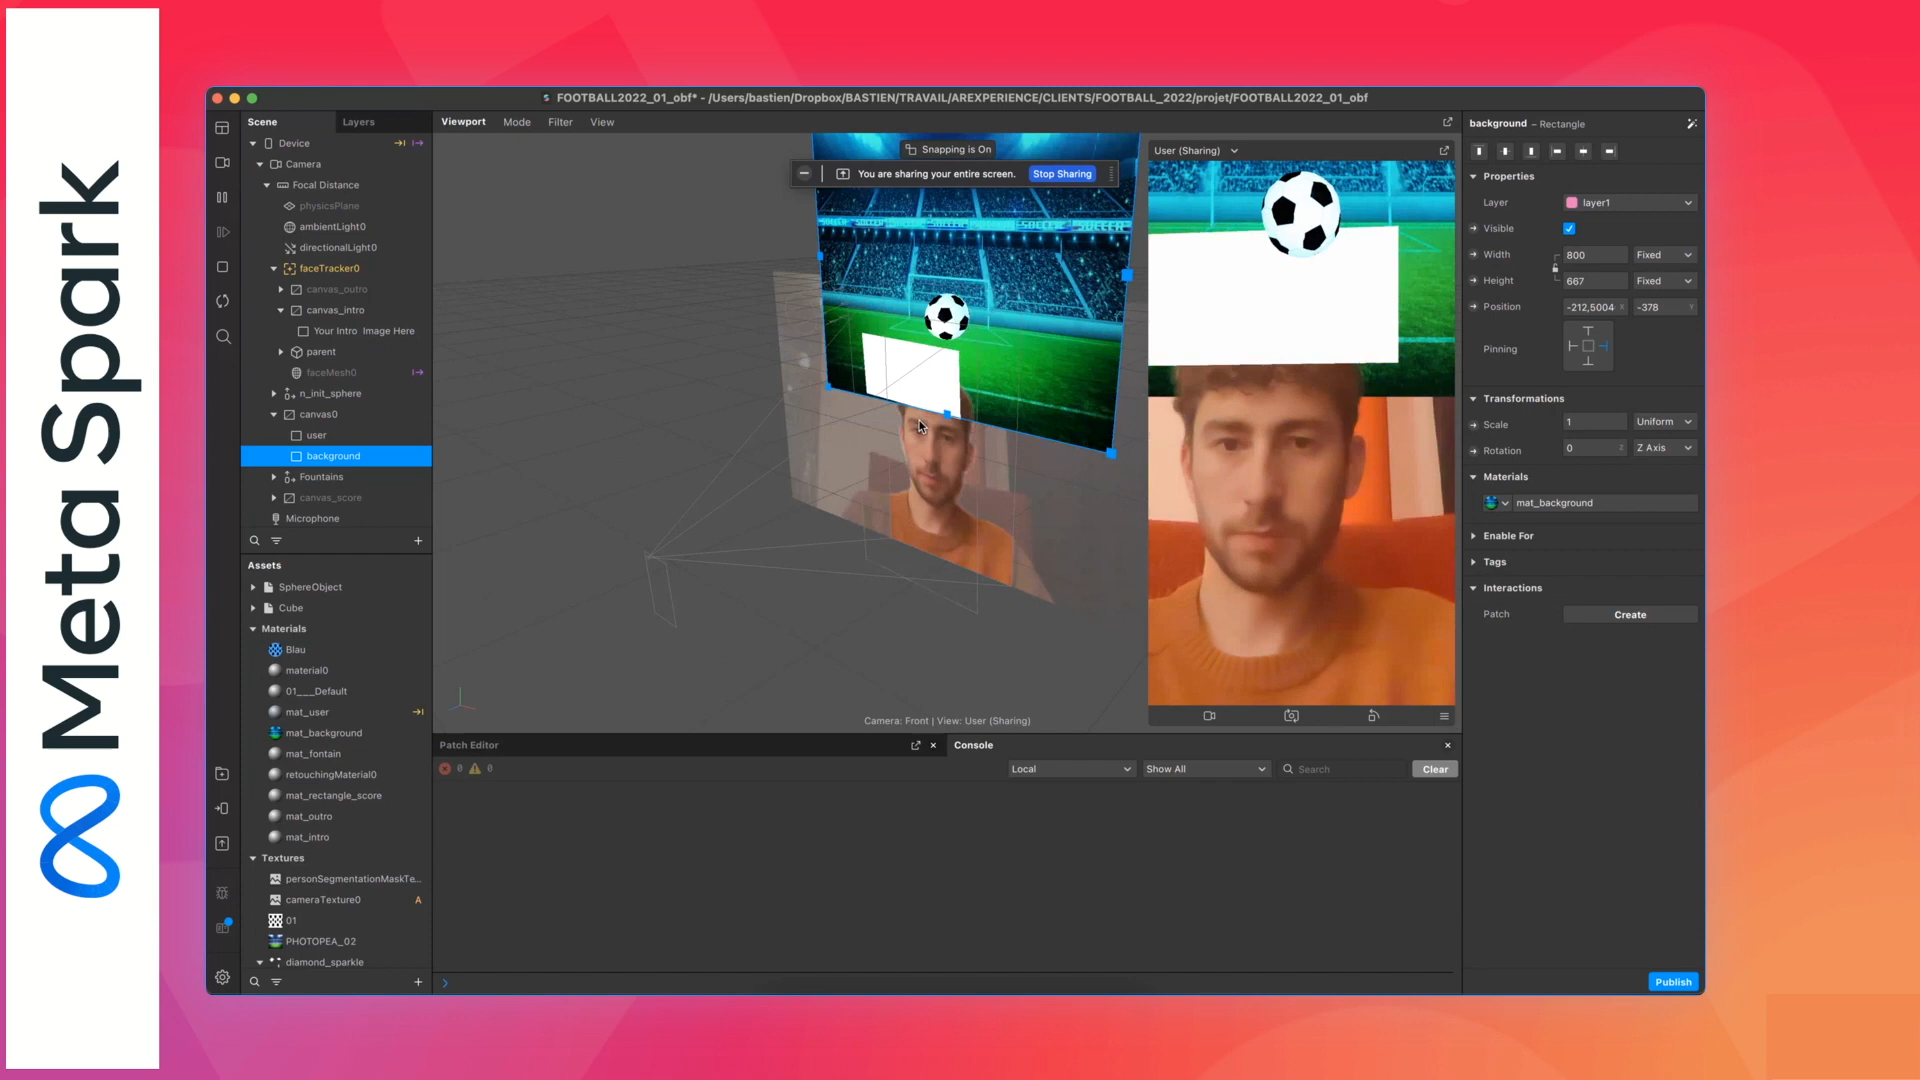 Meta Spark
FOOTBALL2022_01_obf* - /Users/bastien/Dropbox/BASTIEN/TRAVAIL/AREXPERIENCE/CLIENTS/FOOTBALL_2022/projet/FOOTBALL2022_01_obf
Scene
Layers
Device
Camera
Focal Distance
physicsPlane
ambientLight0
directionalLight0
faceTracker0
canvas_outro
canvas_intro
Your Intro Image Here
parent
faceMesh0
n_init_sphere
canvas0
user
background
Fountains
canvas_score
Microphone
Assets
SphereObject
Cube
Materials
Blau
material0
01___Default
mat_user
mat_background
mat_fontain
retouchingMaterial0
mat_rectangle_score
mat_outro
mat_intro
Textures
personSegmentationMaskTe...
cameraTexture0 A
01
PHOTOPEA_02
diamond_sparkle
Viewport Mode Filter View
Snapping is On
You are sharing your entire screen. Stop Sharing
SOCCER
SOCCER
Camera: Front | View: User (Sharing)
User (Sharing)
Patch Editor
0 0
Console
Local
Show All
Search
Clear
background – Rectangle
Properties
Layer layer1
Visible
Width 800 Fixed
Height 667 Fixed
Position -212,5004 X -378 Y
Pinning
Transformations
Scale 1 Uniform
Rotation 0 Z Z Axis
Materials
mat_background
Enable For
Tags
Interactions
Patch Create
Publish